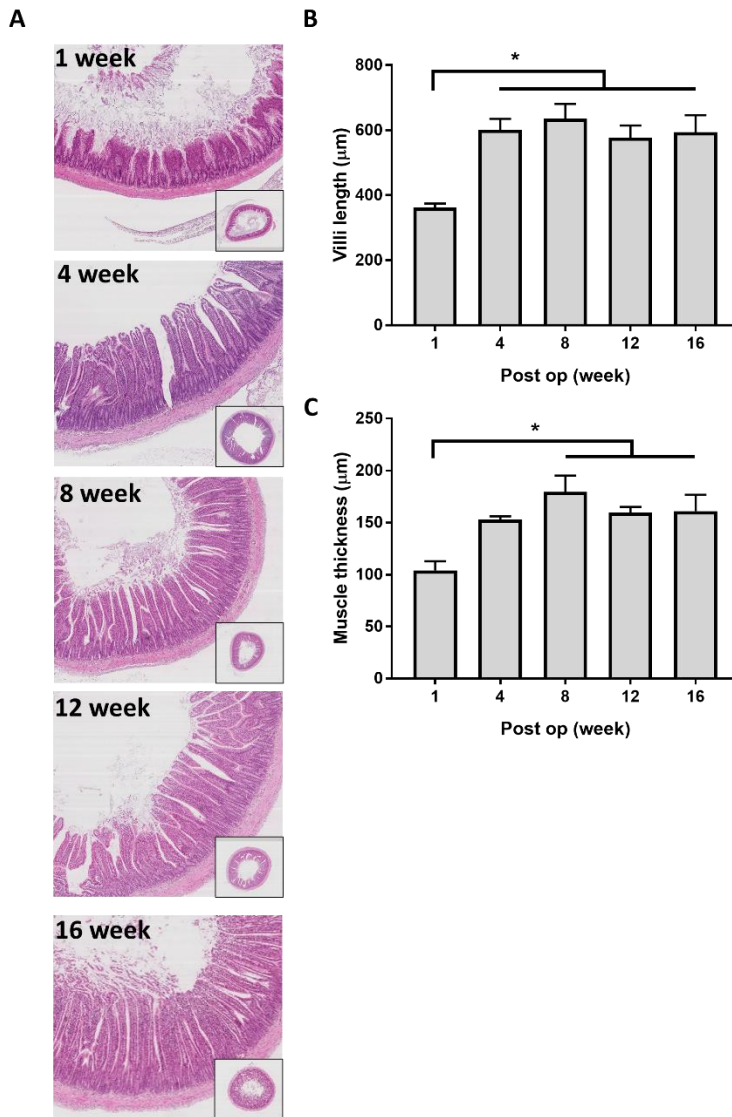 A
1 week
4 week
8 week
12 week
16 week
B
*
800
600
400
200
0
Villi length (μm)
1 4 8 12 16
Post op (week)
C
*
250
200
150
100
50
0
Muscle thickness (μm)
1 4 8 12 16
Post op (week)